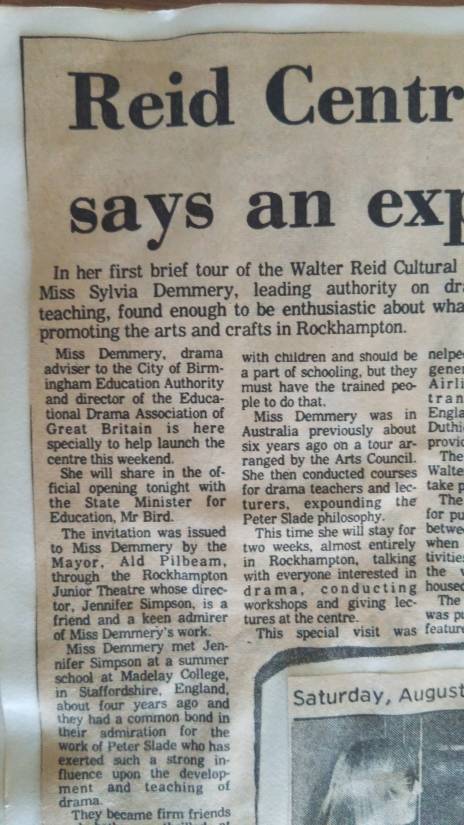 Reid Centr
says an exp
In her first brief tour of the Walter Reid Cultural
Miss Sylvia Demmery, leading authority on dra
teaching, found enough to be enthusiastic about wha
promoting the arts and crafts in Rockhampton.
Miss Demmery, drama
adviser to the City of Birm-
ingham Education Authority
and director of the Educa-
tional Drama Association of
Great Britain is here
specially to help launch the
centre this weekend.
She will share in the of-
ficial opening tonight with
the State Minister for
Education, Mr Bird.
The invitation was issued
to Miss Demmery by the
Mayor, Ald Pilbeam,
through the Rockhampton
Junior Theatre whose direc-
tor, Jennifer Simpson, is a
friend and a keen admirer
of Miss Demmery's work.
Miss Demmery met Jen-
nifer Simpson at a summer
school at Madelay College,
in Staffordshire, England,
about four years ago and
they had a common bond in
their admiration for the
work of Peter Slade who has
exerted such a strong in-
fluence upon the develop-
ment and teaching of
drama.
They became firm friends
with children and should be
a part of schooling, but they
must have the trained peo-
ple to do that.
Miss Demmery was in
Australia previously about
six years ago on a tour ar-
ranged by the Arts Council.
She then conducted courses
for drama teachers and lec-
turers, expounding the
Peter Slade philosophy.
This time she will stay for
two weeks, almost entirely
in Rockhampton, talking
with everyone interested in
drama, conducting
workshops and giving lec-
tures at the centre.
This special visit was
nelpe
gener
Airli
tran
Engla
Duthi
provid
The
Walte
take p
The
for pu
betwe
when
tivitie
the v
housed
The
was pu
feature
Saturday, August